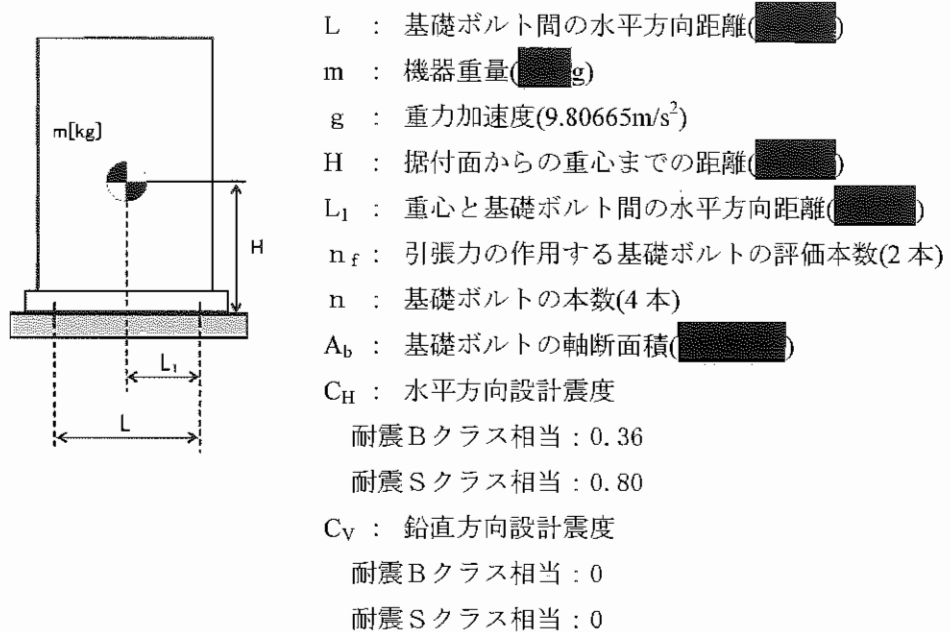 L : 基礎ボルト間の水平方向距離( )
m : 機器重量( g)
g : 重力加速度(9.80665m/s²)
H : 据付面からの重心までの距離( )
L₁ : 重心と基礎ボルト間の水平方向距離( )
n f : 引張力の作用する基礎ボルトの評価本数(2 本)
n : 基礎ボルトの本数(4 本)
A_b : 基礎ボルトの軸断面積( )
C_H : 水平方向設計震度
耐震Bクラス相当 : 0.36
耐震Sクラス相当 : 0.80
C_V : 鉛直方向設計震度
耐震Bクラス相当 : 0
耐震Sクラス相当 : 0
m[kg]
H
L₁
L